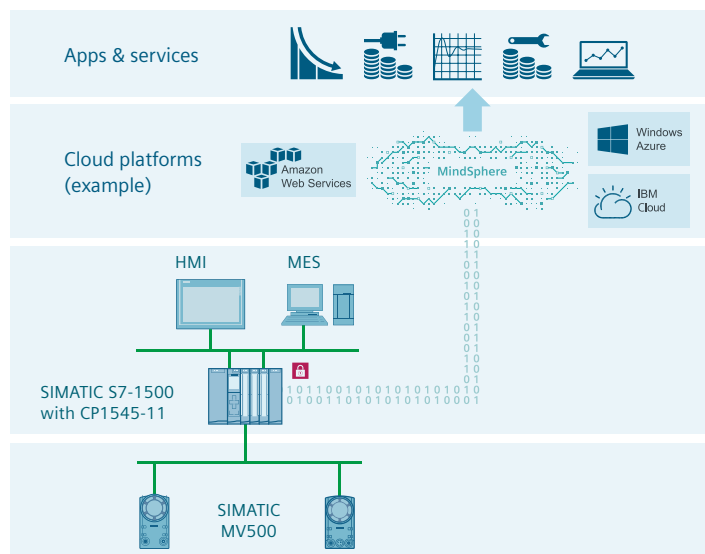 Apps & services
Cloud platforms
(example)
Amazon
Web Services
MindSphere
Windows
Azure
IBM
Cloud
HMI
MES
SIMATIC S7-1500
with CP1545-11
SIMATIC
MV500